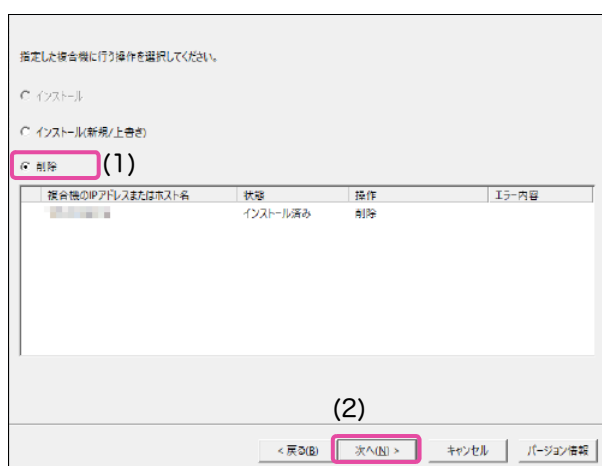 指定した複合機に行う操作を選択してください。
インストール
インストール(新規/上書き)
削除 (1)
複合機のIPアドレスまたはホスト名 状態 操作 エラー内容
インストール済み 削除
(2)
< 戻る(B) 次へ(N) > キャンセル バージョン情報